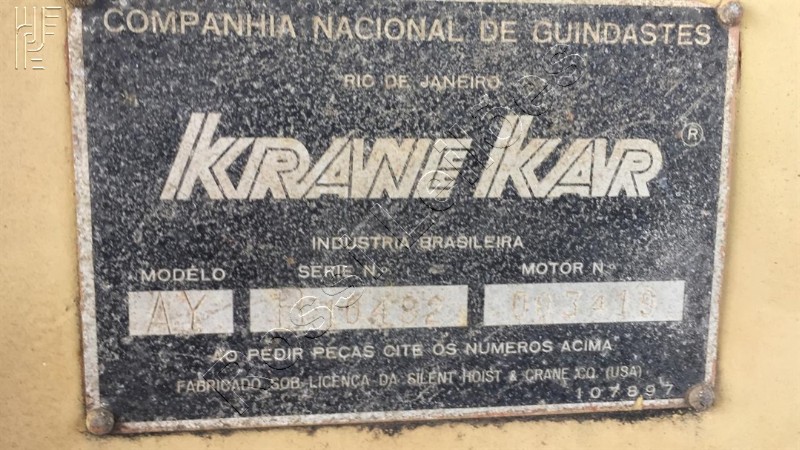 COMPANHIA NACIONAL DE GUINDASTES
RIO DE JANEIRO
KRANE KAR ®
INDUSTRIA BRASILEIRA
MODELO SERIE N.º MOTOR N.º
AY
AO PEDIR PEÇAS CITE OS NUMEROS ACIMA
FABRICADO SOB LICENCA DA SILENT HOIST & CRANE CO. (USA)
107897